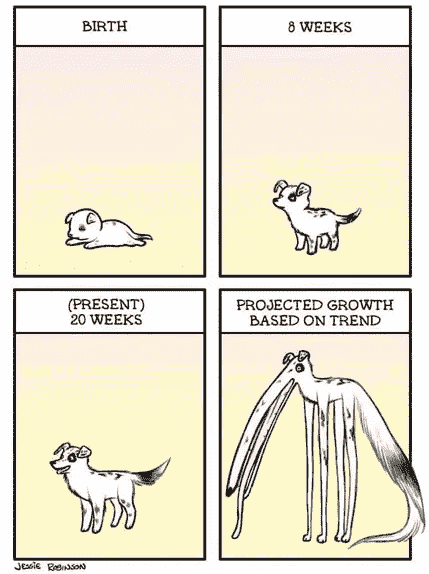 BIRTH
8 WEEKS
(PRESENT)
20 WEEKS
PROJECTED GROWTH
BASED ON TREND
JESSIE ROBINSON